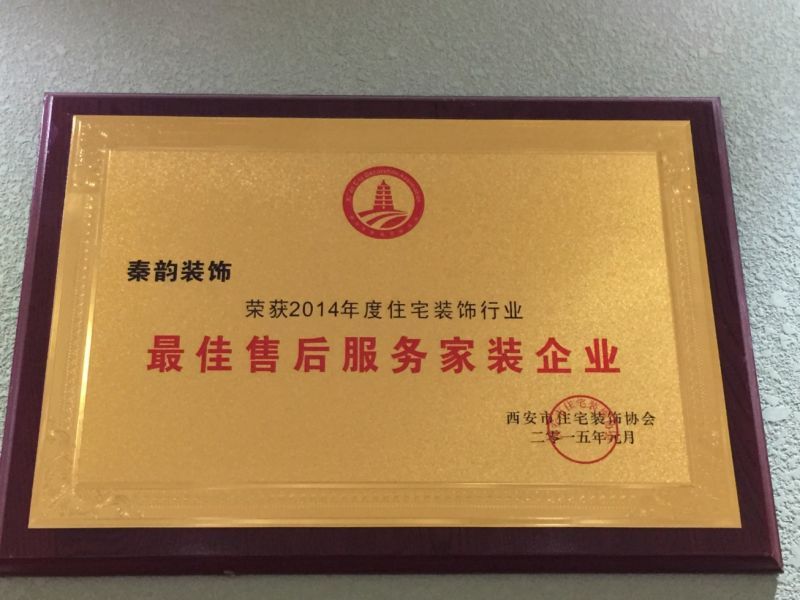 秦韵装饰
荣获2014年度住宅装饰行业
最佳售后服务家装企业
西安市住宅装饰协会
二零一五年元月